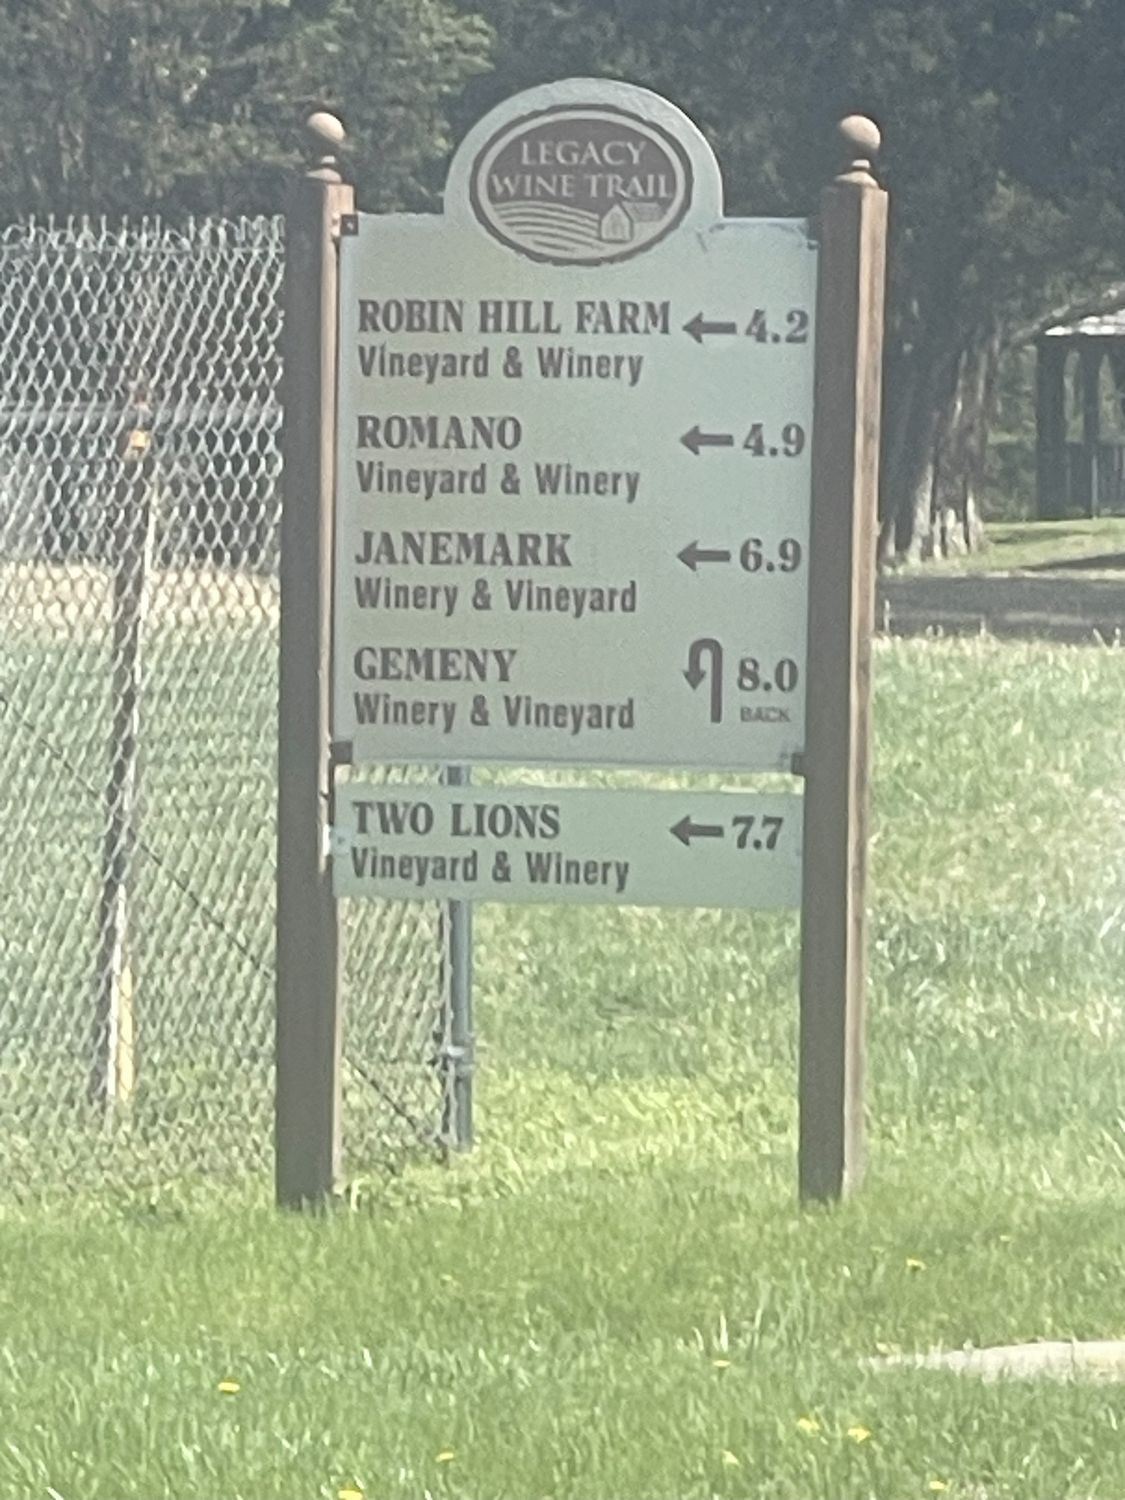 LEGACY
WINE TRAIL
ROBIN HILL FARM ← 4.2
Vineyard & Winery
ROMANO ← 4.9
Vineyard & Winery
JANEMARK ← 6.9
Winery & Vineyard
GEMENY 8.0
Winery & Vineyard BACK
TWO LIONS ← 7.7
Vineyard & Winery